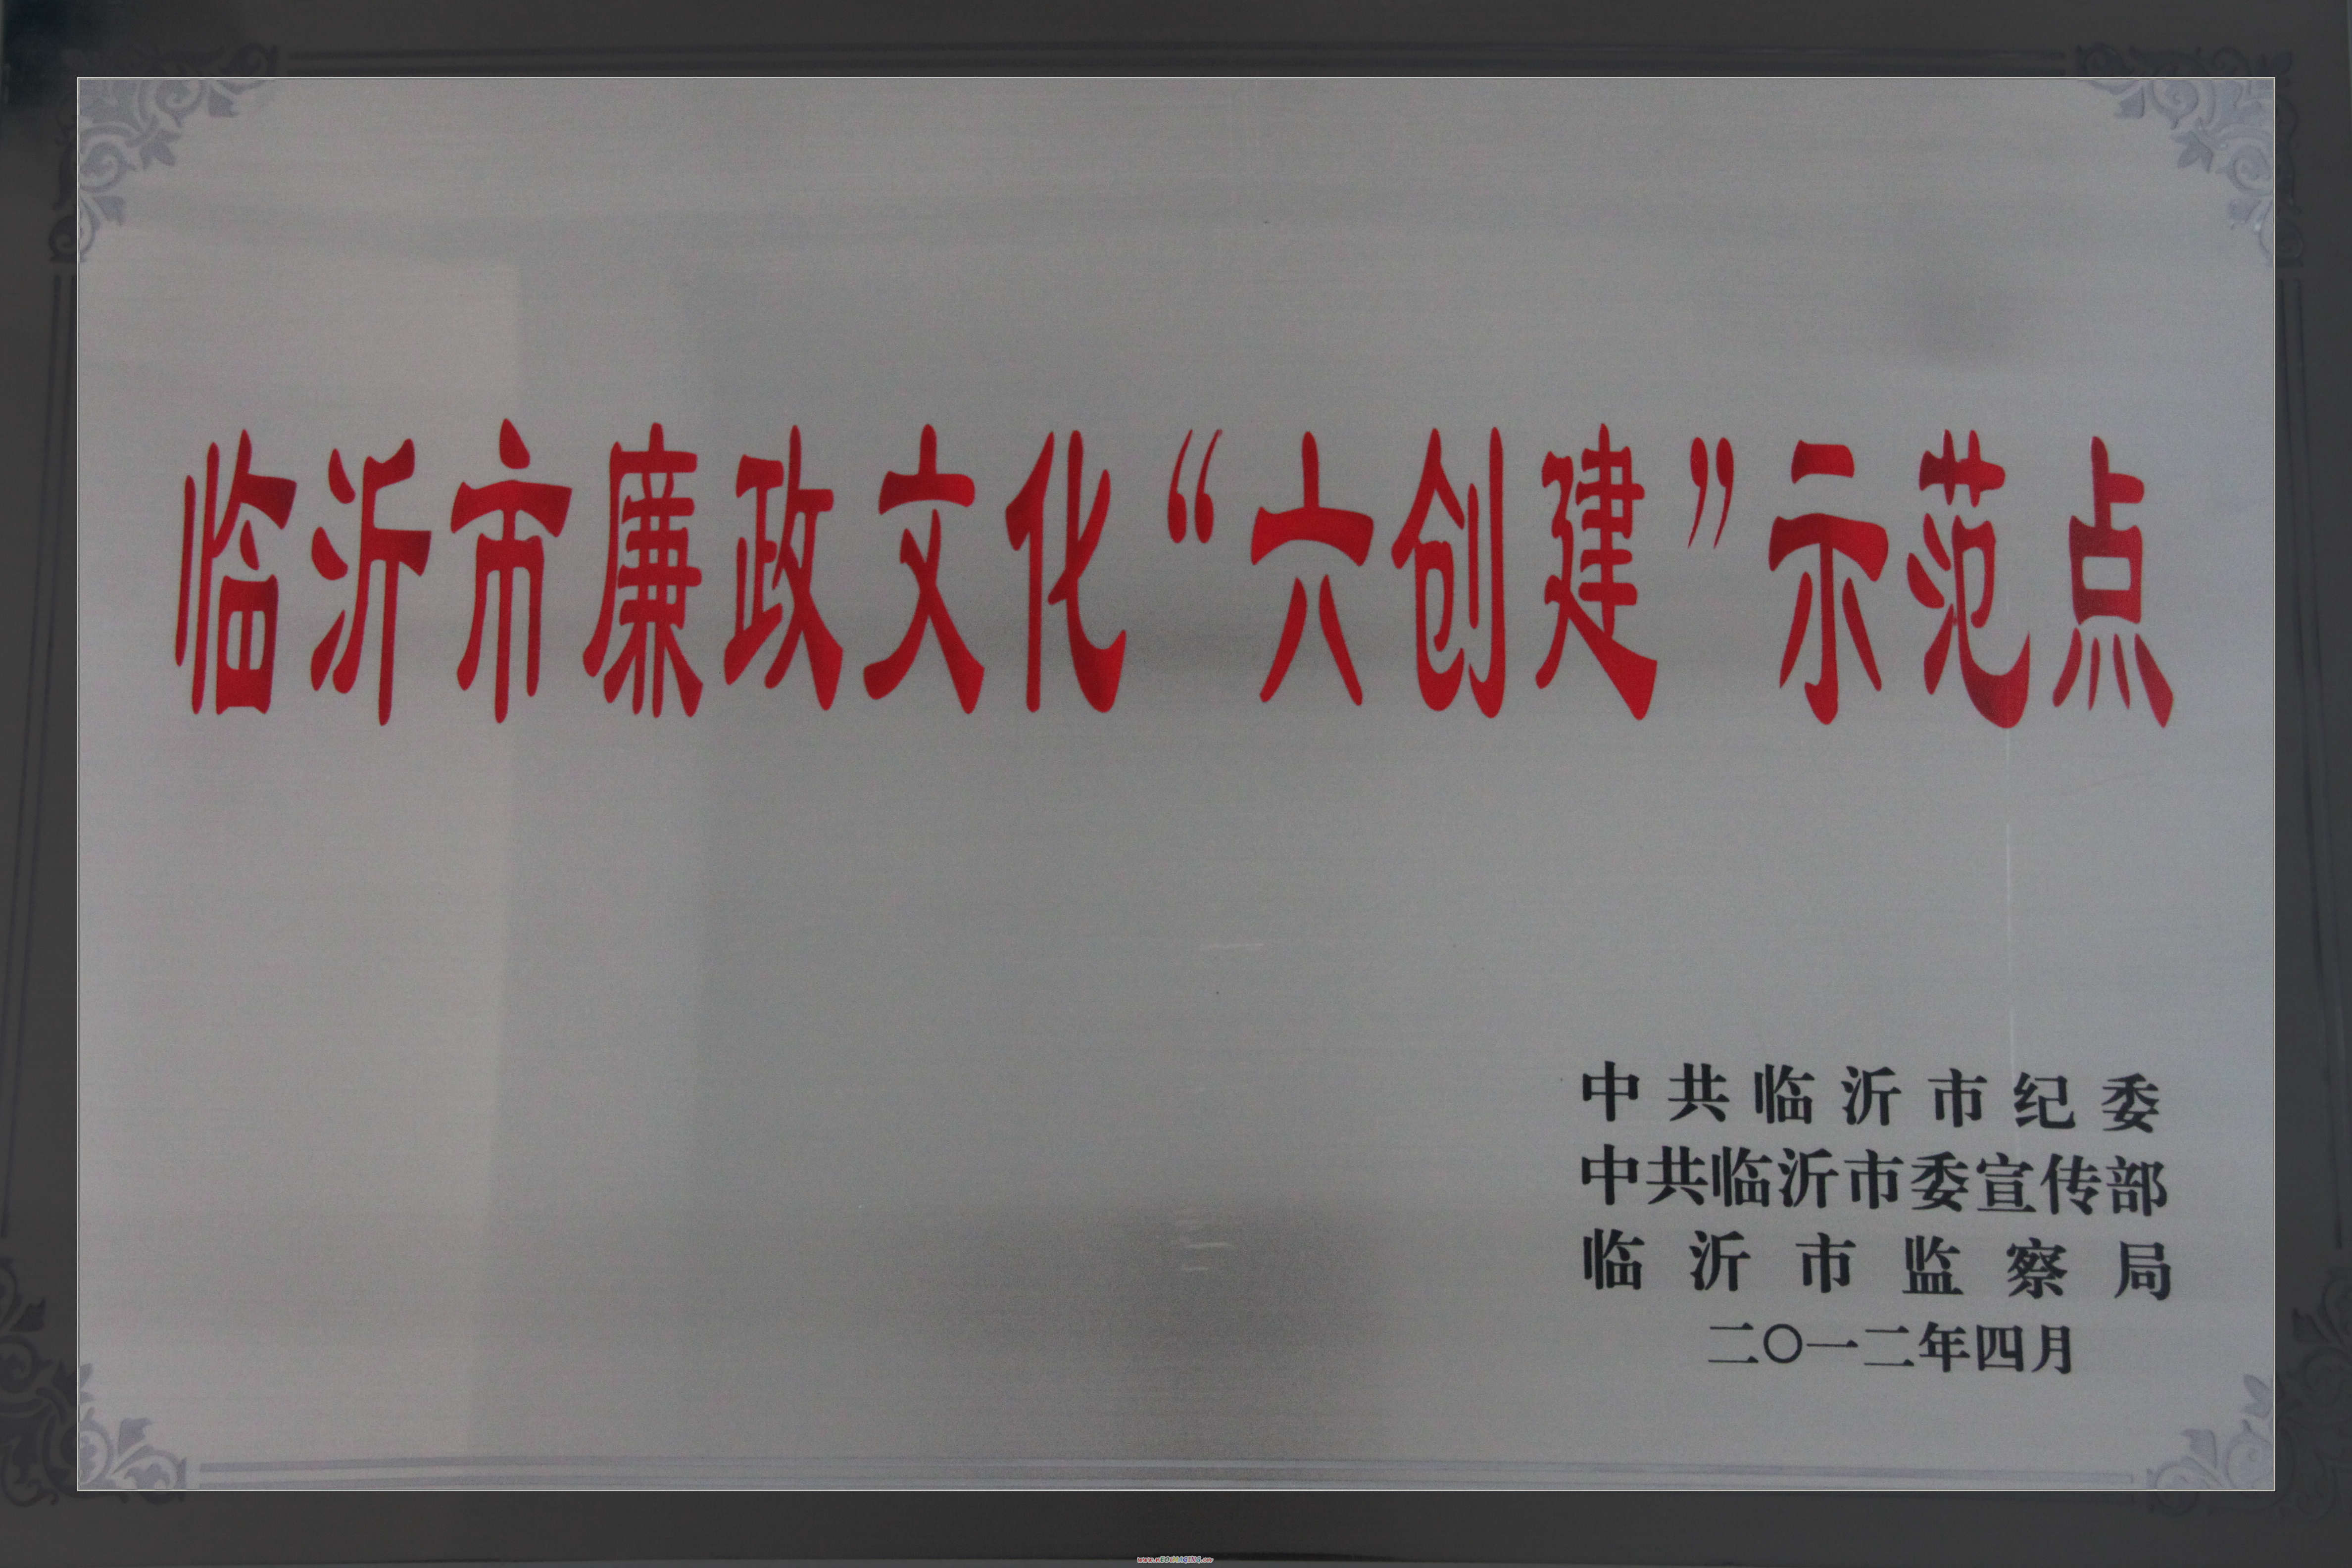 临沂市廉政文化“六创建”示范点
中共临沂市纪委
中共临沂市委宣传部
临沂市监察局
二〇一二年四月